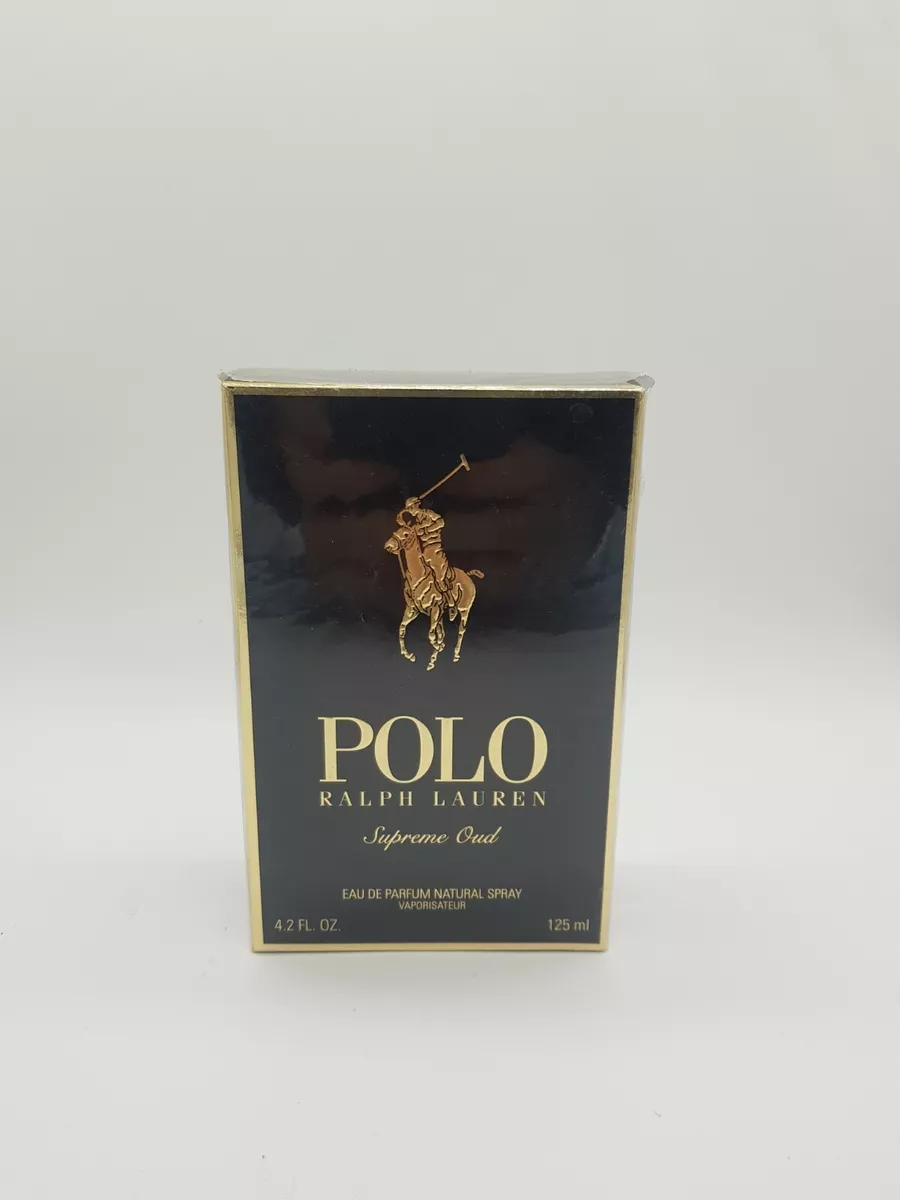 POLO
RALPH LAUREN
Supreme Oud
EAU DE PARFUM NATURAL SPRAY
VAPORISATEUR
4.2 FL. OZ. 125 ml